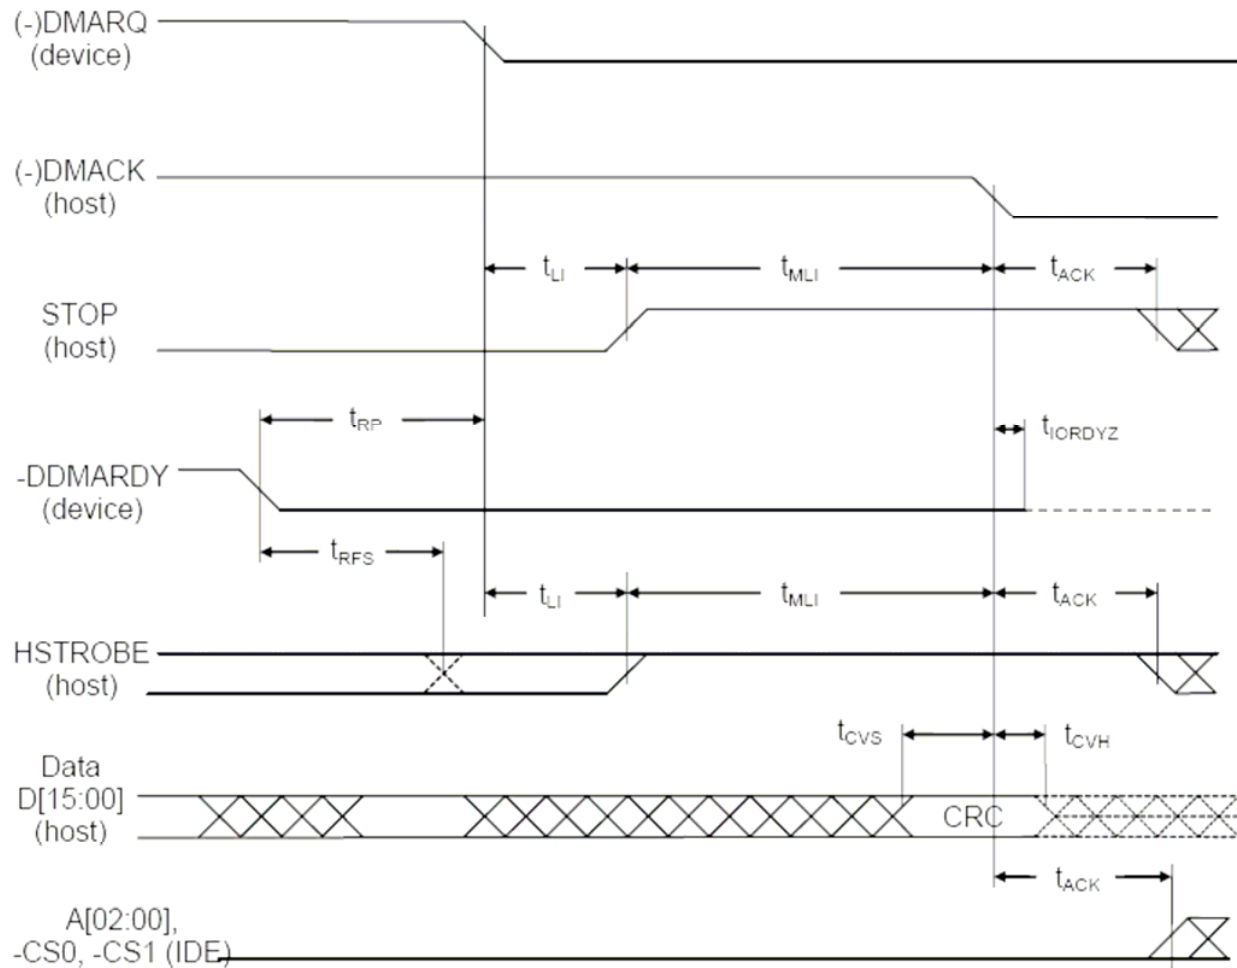 (-)DMARQ
(device)
(-)DMACK
(host)
tLI tMLI tACK
STOP
(host)
tRP tIORDYZ
-DDMARDY
(device)
tRFS
tLI tMLI tACK
HSTROBE
(host)
tCVS tCVH
Data
D[15:00]
(host)
CRC
tACK
A[02:00],
-CS0, -CS1 (IDE)